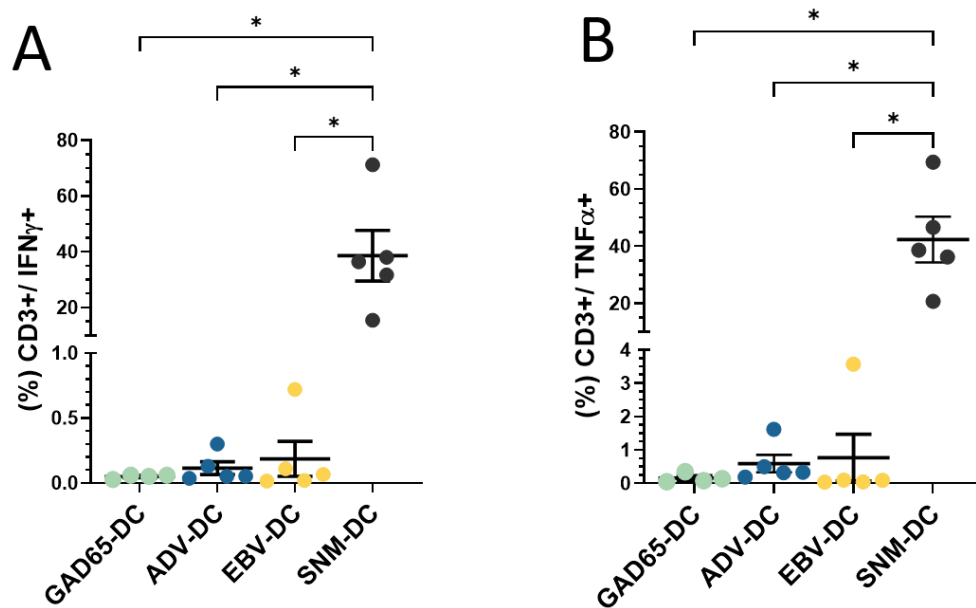 A
*
*
*
(%) CD3+/ IFNγ+
80
60
40
20
1.0
0.5
0.0
GAD65-DC
ADV-DC
EBV-DC
SNM-DC
B
*
*
*
(%) CD3+/ TNFα+
80
60
40
20
4
3
2
1
0
GAD65-DC
ADV-DC
EBV-DC
SNM-DC